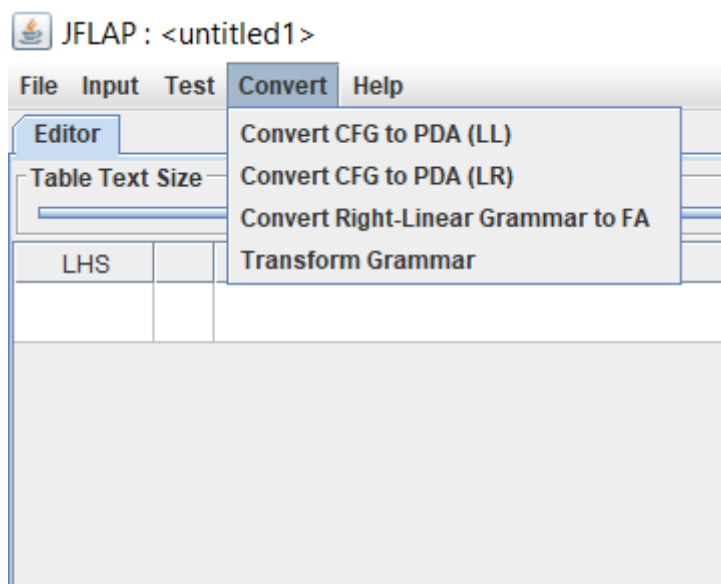 JFLAP : <untitled1>
File Input Test Convert Help
Editor
Convert CFG to PDA (LL)
Table Text Size
Convert CFG to PDA (LR)
Convert Right-Linear Grammar to FA
LHS
Transform Grammar